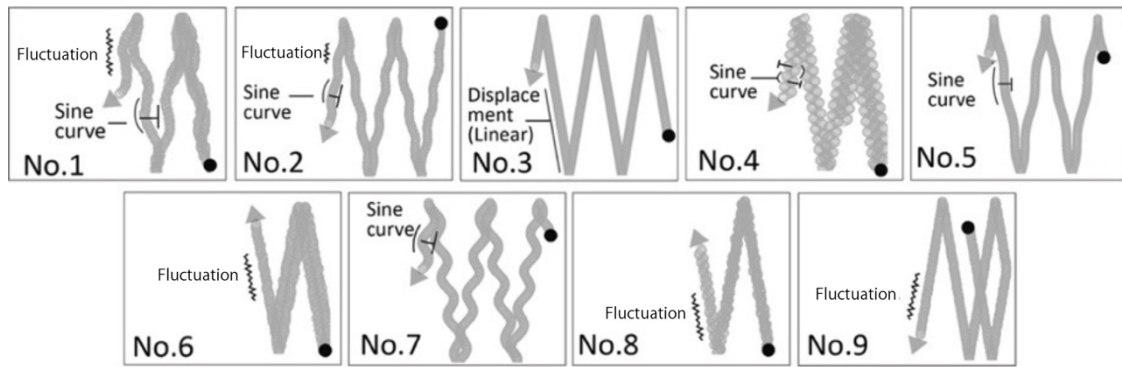 Fluctuation
Sine
curve
No.1
Fluctuation
Sine
curve
No.2
Displace
ment
(Linear)
No.3
Sine
curve
No.4
Sine
curve
No.5
Fluctuation
No.6
Sine
curve
No.7
Fluctuation
No.8
Fluctuation
No.9